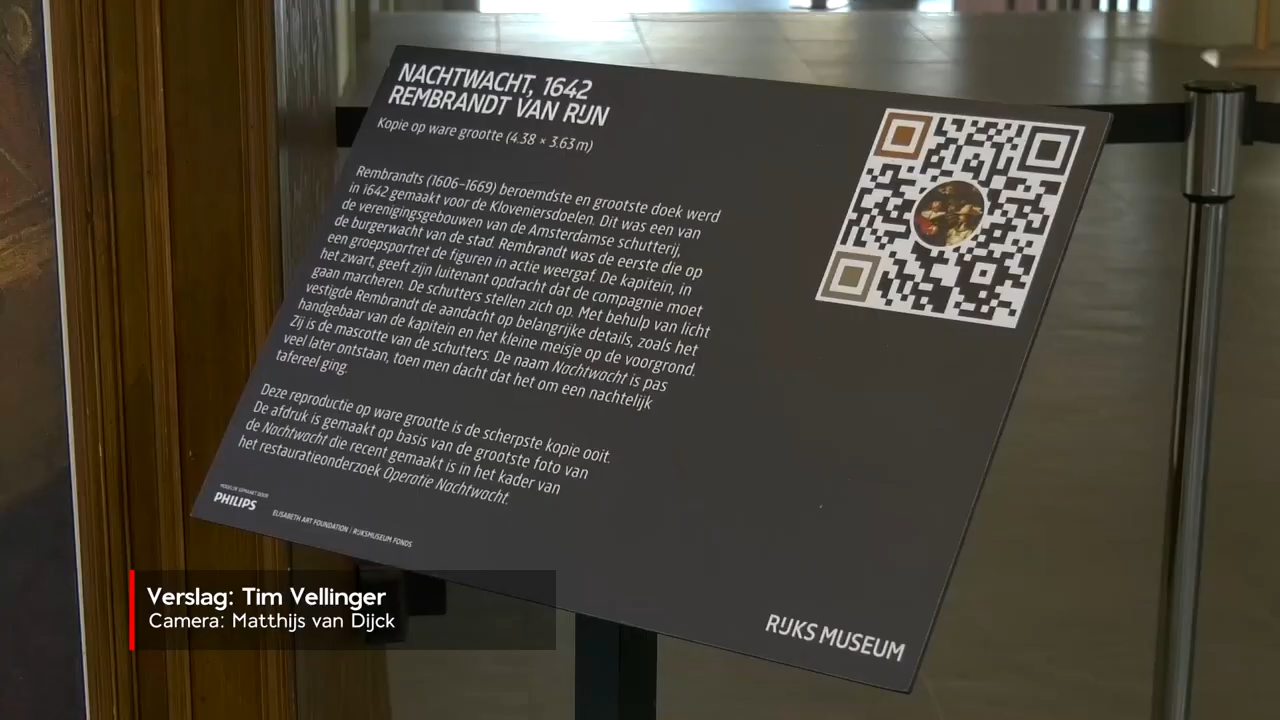 NACHTWACHT, 1642
REMBRANDT VAN RIJN
Kopie op ware grootte (4.38 × 3.63 m)
Rembrandts (1606–1669) beroemdste en grootste doek werd
in 1642 gemaakt voor de Kloveniersdoelen. Dit was een van
de verenigingsgebouwen van de Amsterdamse schutterij,
de burgerwacht van de stad. Rembrandt was de eerste die op
een groepsportret de figuren in actie weergaf. De kapitein, in
het zwart, geeft zijn luitenant opdracht dat de compagnie moet
gaan marcheren. De schutters stellen zich op. Met behulp van licht
vestigde Rembrandt de aandacht op belangrijke details, zoals het
handgebaar van de kapitein en het kleine meisje op de voorgrond.
Zij is de mascotte van de schutters. De naam Nachtwacht is pas
veel later ontstaan, toen men dacht dat het om een nachtelijk
tafereel ging.
Deze reproductie op ware grootte is de scherpste kopie ooit.
De afdruk is gemaakt op basis van de grootste foto van
de Nachtwacht die recent gemaakt is in het kader van
het restauratieonderzoek Operatie Nachtwacht.
MOGELIJK GEMAAKT DOOR
PHILIPS
ELISABETH ART FOUNDATION | RIJKSMUSEUM FONDS
RIJKS MUSEUM
Verslag: Tim Vellinger
Camera: Matthijs van Dijck